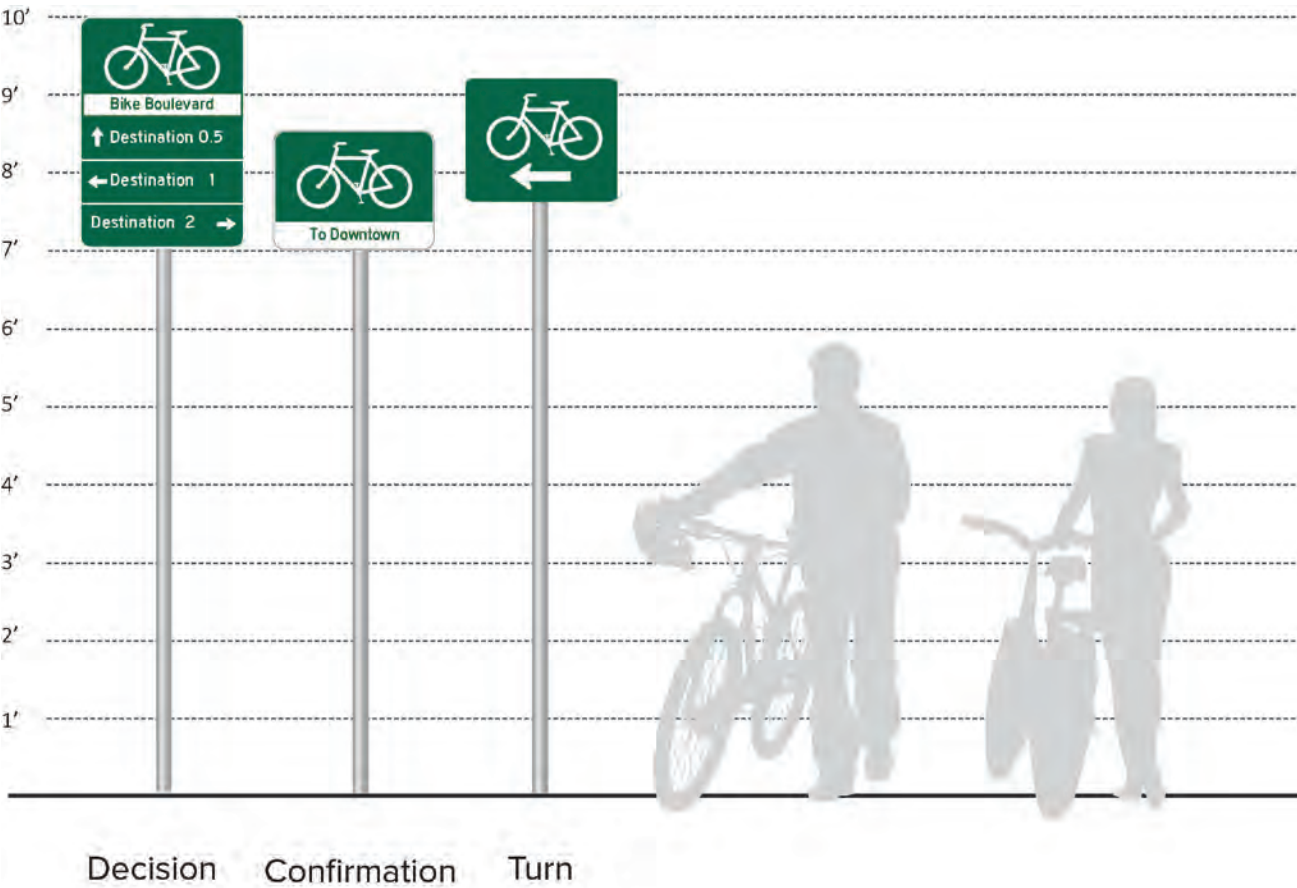 10′
9′
8′
7′
6′
5′
4′
3′
2′
1′
Bike Boulevard
Destination 0.5
Destination 1
Destination 2
To Downtown
Decision
Confirmation
Turn